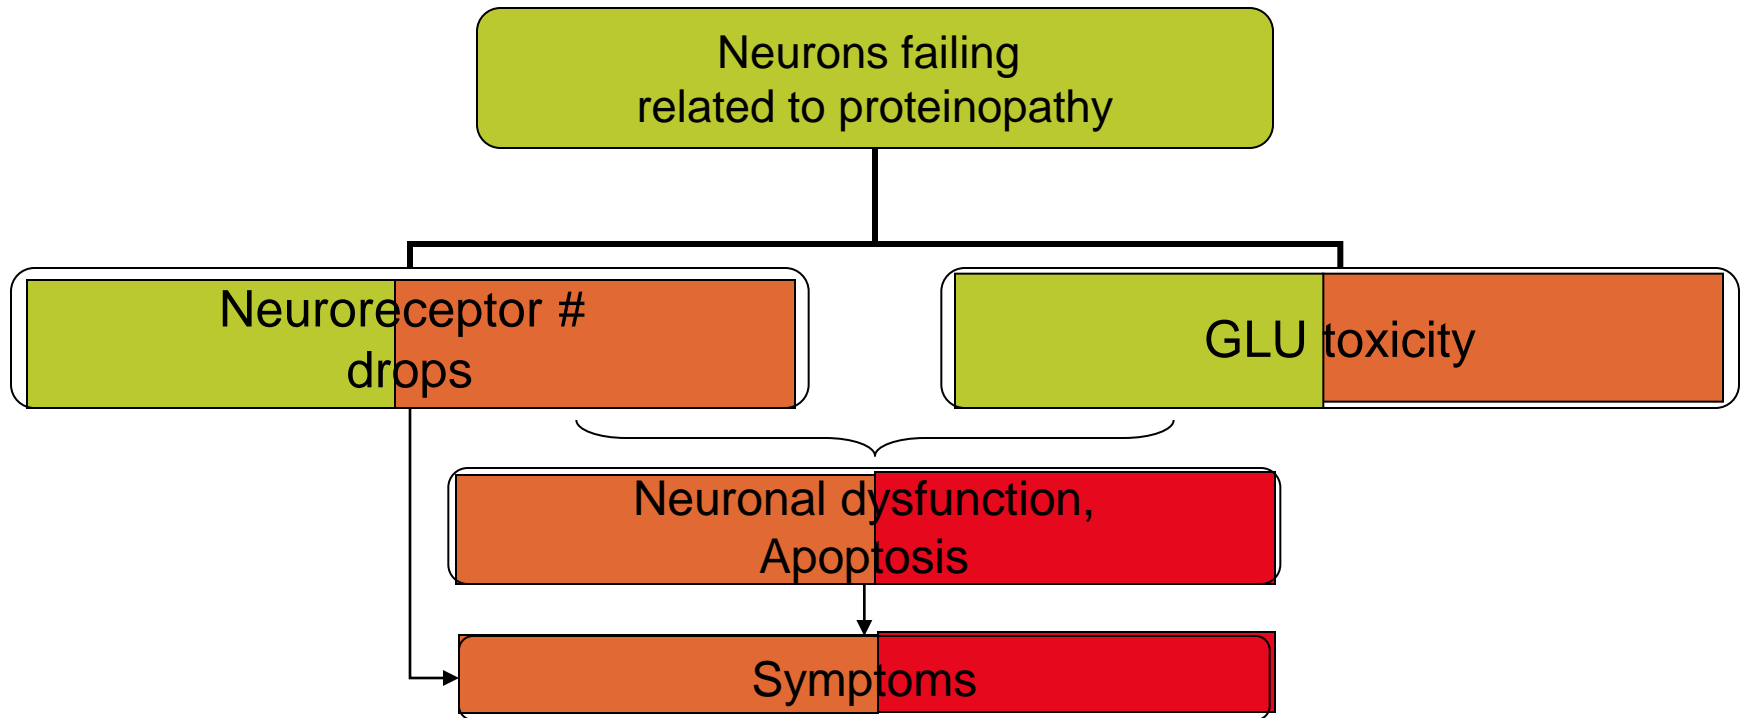 Neurons failing
related to proteinopathy
Neuroreceptor #
drops
GLU toxicity
Neuronal dysfunction,
Apoptosis
Symptoms